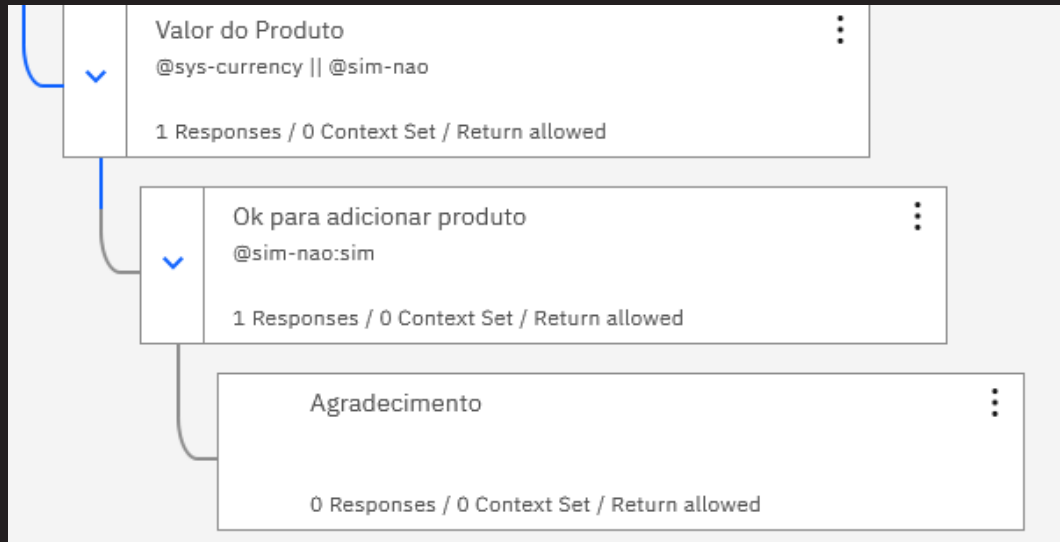 Valor do Produto
@sys-currency || @sim-nao
1 Responses / 0 Context Set / Return allowed
Ok para adicionar produto
@sim-nao:sim
1 Responses / 0 Context Set / Return allowed
Agradecimento
0 Responses / 0 Context Set / Return allowed